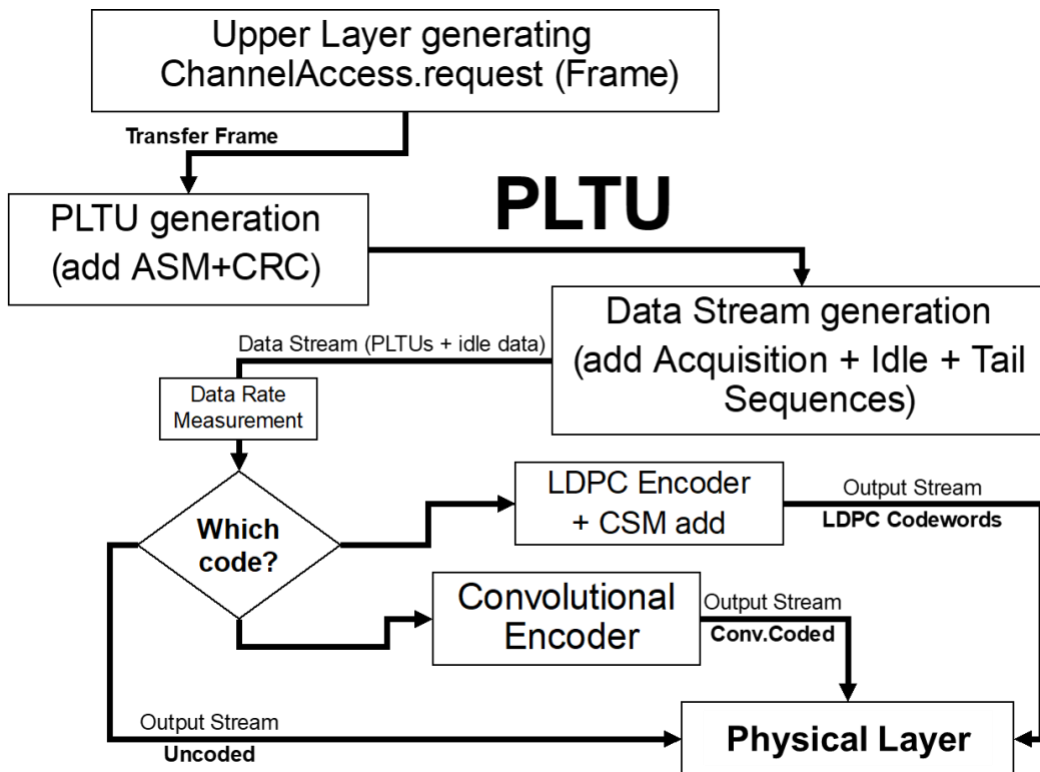 Upper Layer generating
ChannelAccess.request (Frame)
Transfer Frame
PLTU generation
(add ASM+CRC)
PLTU
Data Stream generation
(add Acquisition + Idle + Tail
Sequences)
Data Stream (PLTUs + idle data)
Data Rate
Measurement
Which
code?
LDPC Encoder
+ CSM add
Output Stream
LDPC Codewords
Convolutional
Encoder
Output Stream
Conv.Coded
Output Stream
Uncoded
Physical Layer